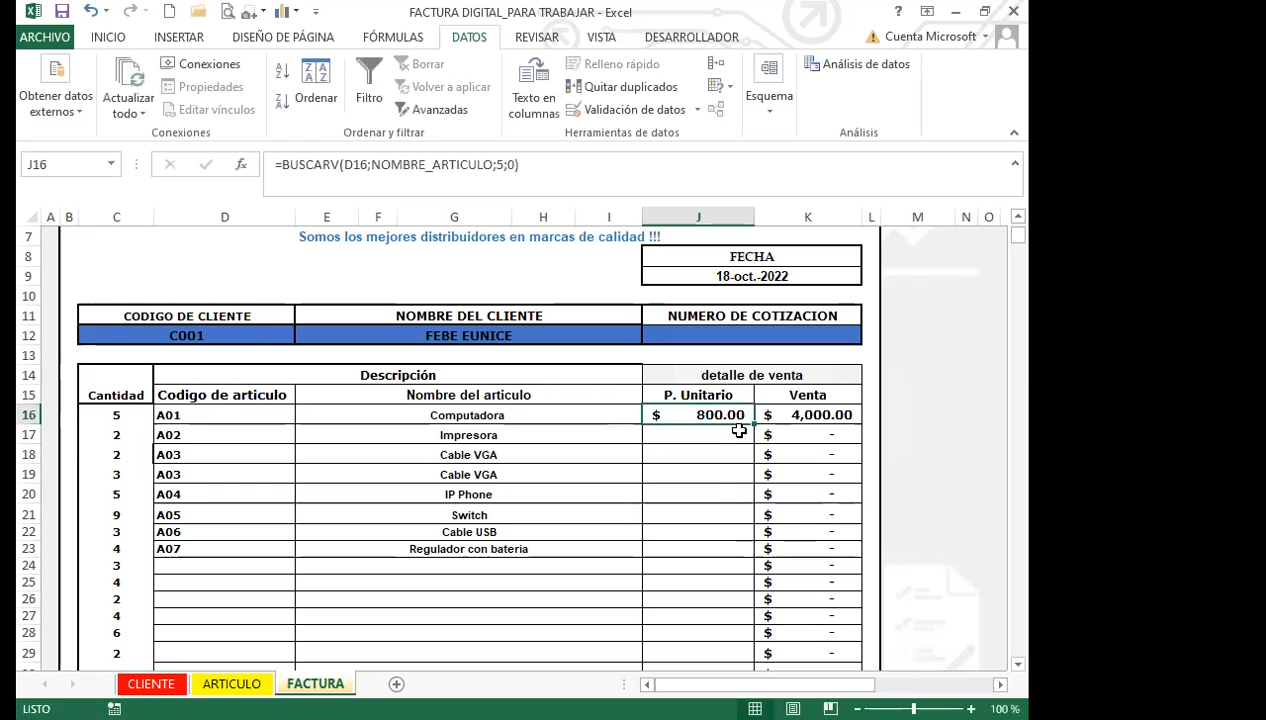 FACTURA DIGITAL_PARA TRABAJAR - Excel
ARCHIVO INICIO INSERTAR DISEÑO DE PÁGINA FÓRMULAS DATOS REVISAR VISTA DESARROLLADOR Cuenta Microsoft
Obtener datos externos
Actualizar todo
Conexiones
Propiedades
Editar vínculos
Conexiones
Ordenar
Filtro
Borrar
Volver a aplicar
Avanzadas
Ordenar y filtrar
Texto en columnas
Relleno rápido
Quitar duplicados
Validación de datos
Herramientas de datos
Esquema
Análisis de datos
Análisis
J16 fx =BUSCARV(D16;NOMBRE_ARTICULO;5;0)
A B C D E F G H I J K L M N O
7 Somos los mejores distribuidores en marcas de calidad !!!
8 FECHA
9 18-oct.-2022
10
11 CODIGO DE CLIENTE NOMBRE DEL CLIENTE NUMERO DE COTIZACION
12 C001 FEBE EUNICE
13
14 Descripción detalle de venta
15 Cantidad Codigo de articulo Nombre del articulo P. Unitario Venta
16 5 A01 Computadora $ 800.00 $ 4,000.00
17 2 A02 Impresora $ -
18 2 A03 Cable VGA $ -
19 3 A03 Cable VGA $ -
20 5 A04 IP Phone $ -
21 9 A05 Switch $ -
22 3 A06 Cable USB $ -
23 4 A07 Regulador con bateria $ -
24 3 $ -
25 4 $ -
26 2 $ -
27 4 $ -
28 6 $ -
29 2 $ -
CLIENTE ARTICULO FACTURA
LISTO 100 %